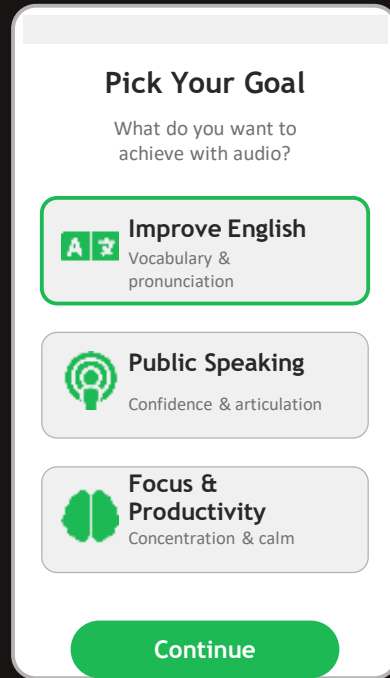 Pick Your Goal
What do you want to
achieve with audio?
A 文
Improve English
Vocabulary &
pronunciation
Public Speaking
Confidence & articulation
Focus &
Productivity
Concentration & calm
Continue